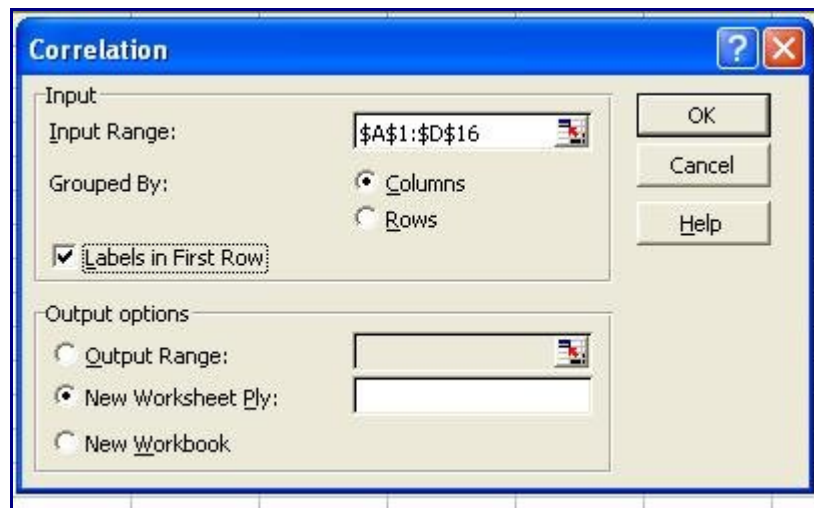 Correlation
Input
Input Range: $A$1:$D$16
Grouped By: Columns
Rows
Labels in First Row
OK
Cancel
Help
Output options
Output Range:
New Worksheet Ply:
New Workbook